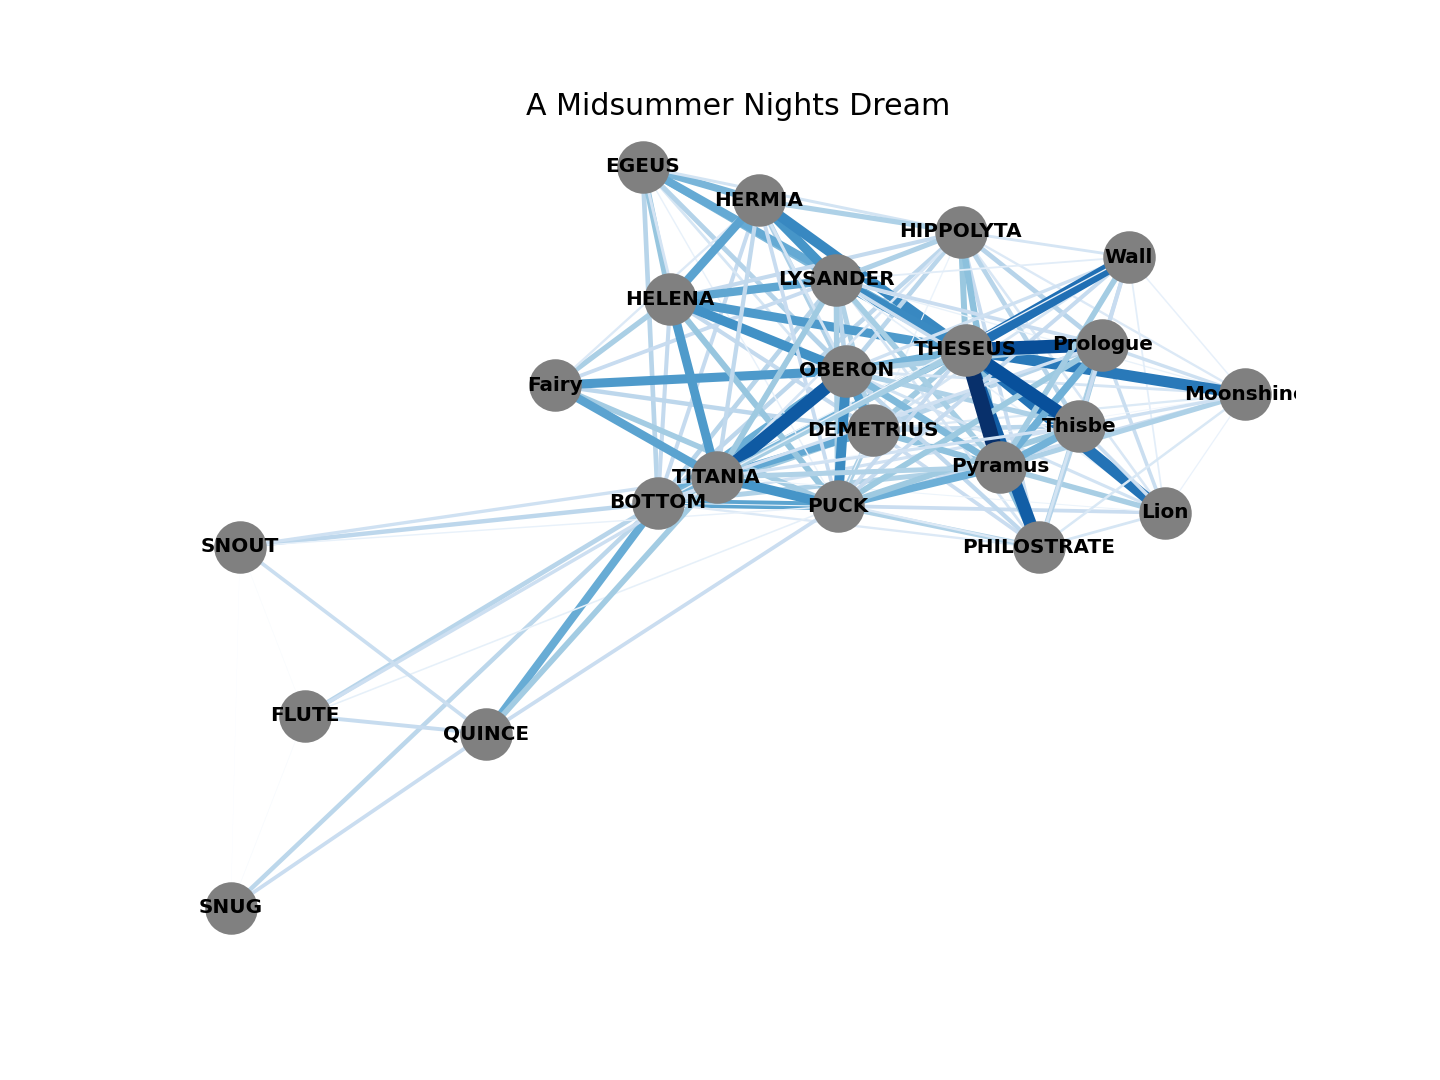 A Midsummer Nights Dream
EGEUS
HERMIA
HIPPOLYTA
Wall
LYSANDER
HELENA
THESEUS
Prologue
OBERON
Fairy
Moonshin
DEMETRIUS
Thisbe
Pyramus
TITANIA
BOTTOM
PUCK
Lion
SNOUT
PHILOSTRATE
FLUTE
QUINCE
SNUG